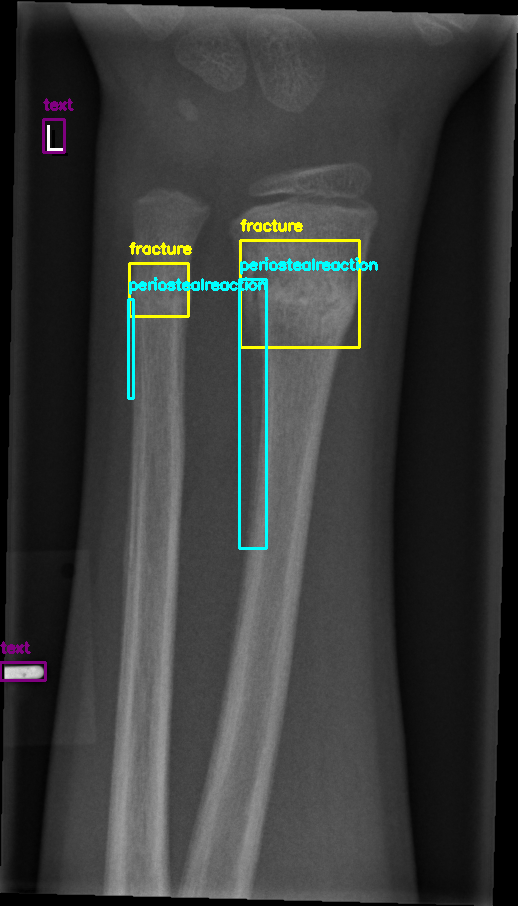 text
L
fracture
fracture
periostealreaction
periostealreaction
text